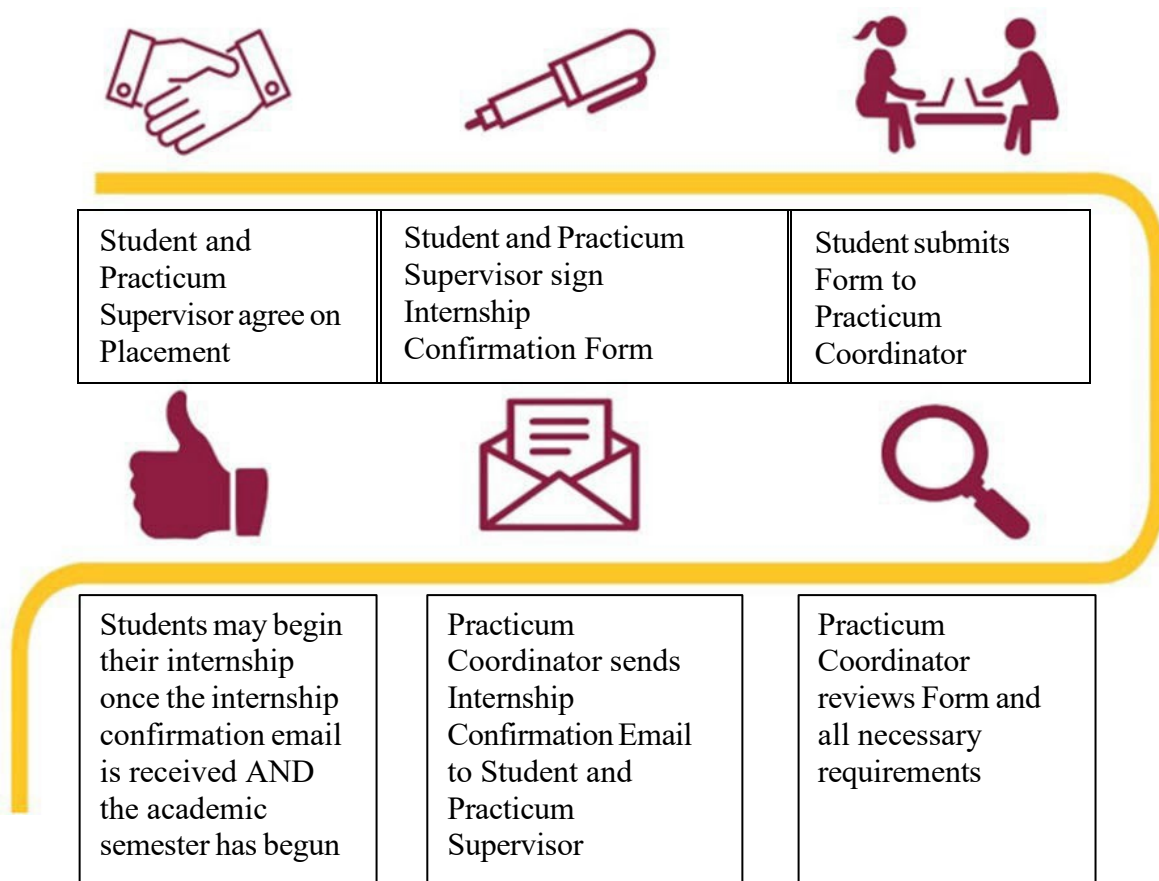 Student and
Practicum
Supervisor agree on
Placement
Student and Practicum
Supervisor sign
Internship
Confirmation Form
Student submits
Form to
Practicum
Coordinator
Students may begin
their internship
once the internship
confirmation email
is received AND
the academic
semester has begun
Practicum
Coordinator sends
Internship
Confirmation Email
to Student and
Practicum
Supervisor
Practicum
Coordinator
reviews Form and
all necessary
requirements